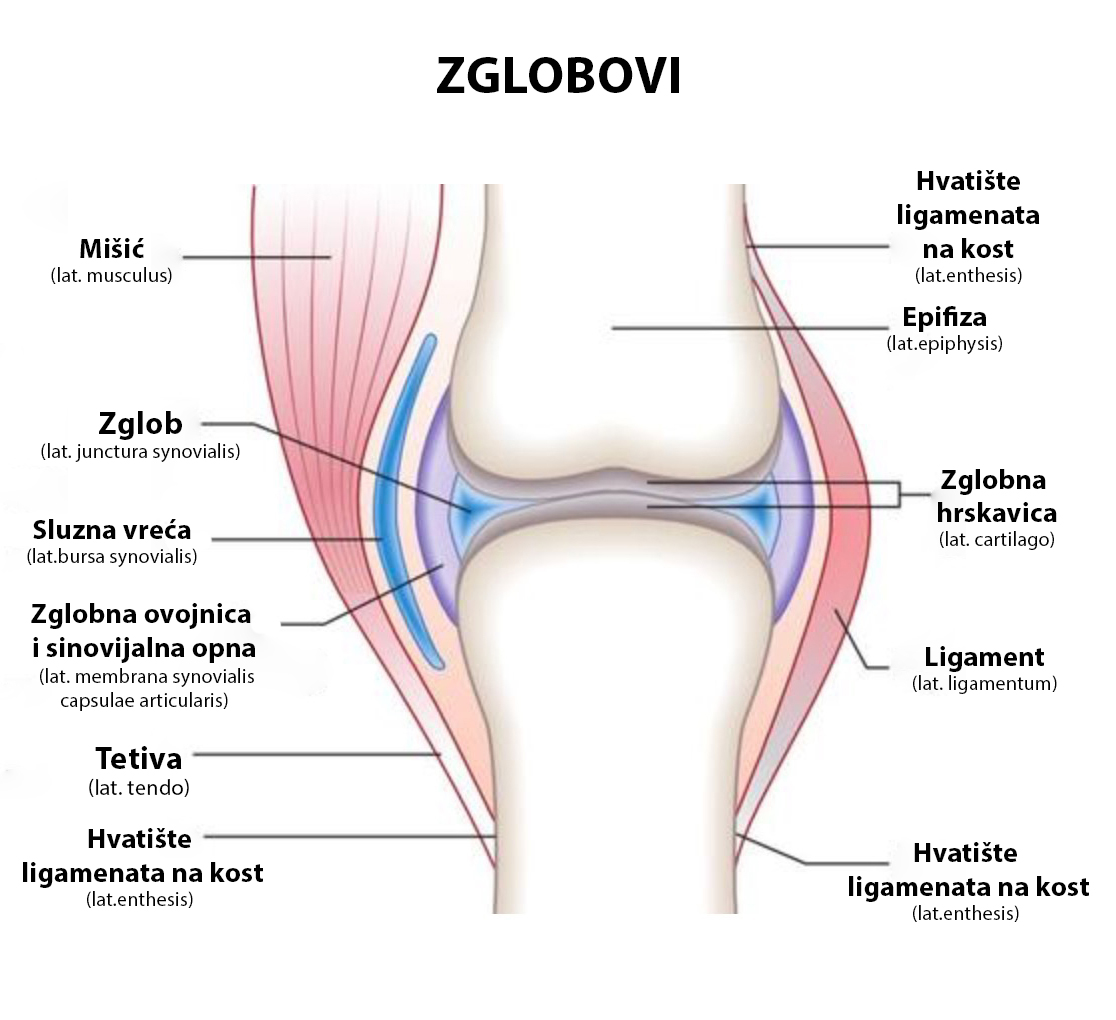 ZGLOBOVI
Mišić
(lat. musculus)
Zglob
(lat. junctura synovialis)
Sluzna vreća
(lat.bursa synovialis)
Zglobna ovojnica
i sinovijalna opna
(lat. membrana synovialis
capsulae articularis)
Tetiva
(lat. tendo)
Hvatište
ligamenata na kost
(lat.enthesis)
Hvatište
ligamenata
na kost
(lat.enthesis)
Epifiza
(lat.epiphysis)
Zglobna
hrskavica
(lat. cartilago)
Ligament
(lat. ligamentum)
Hvatište
ligamenata na kost
(lat.enthesis)